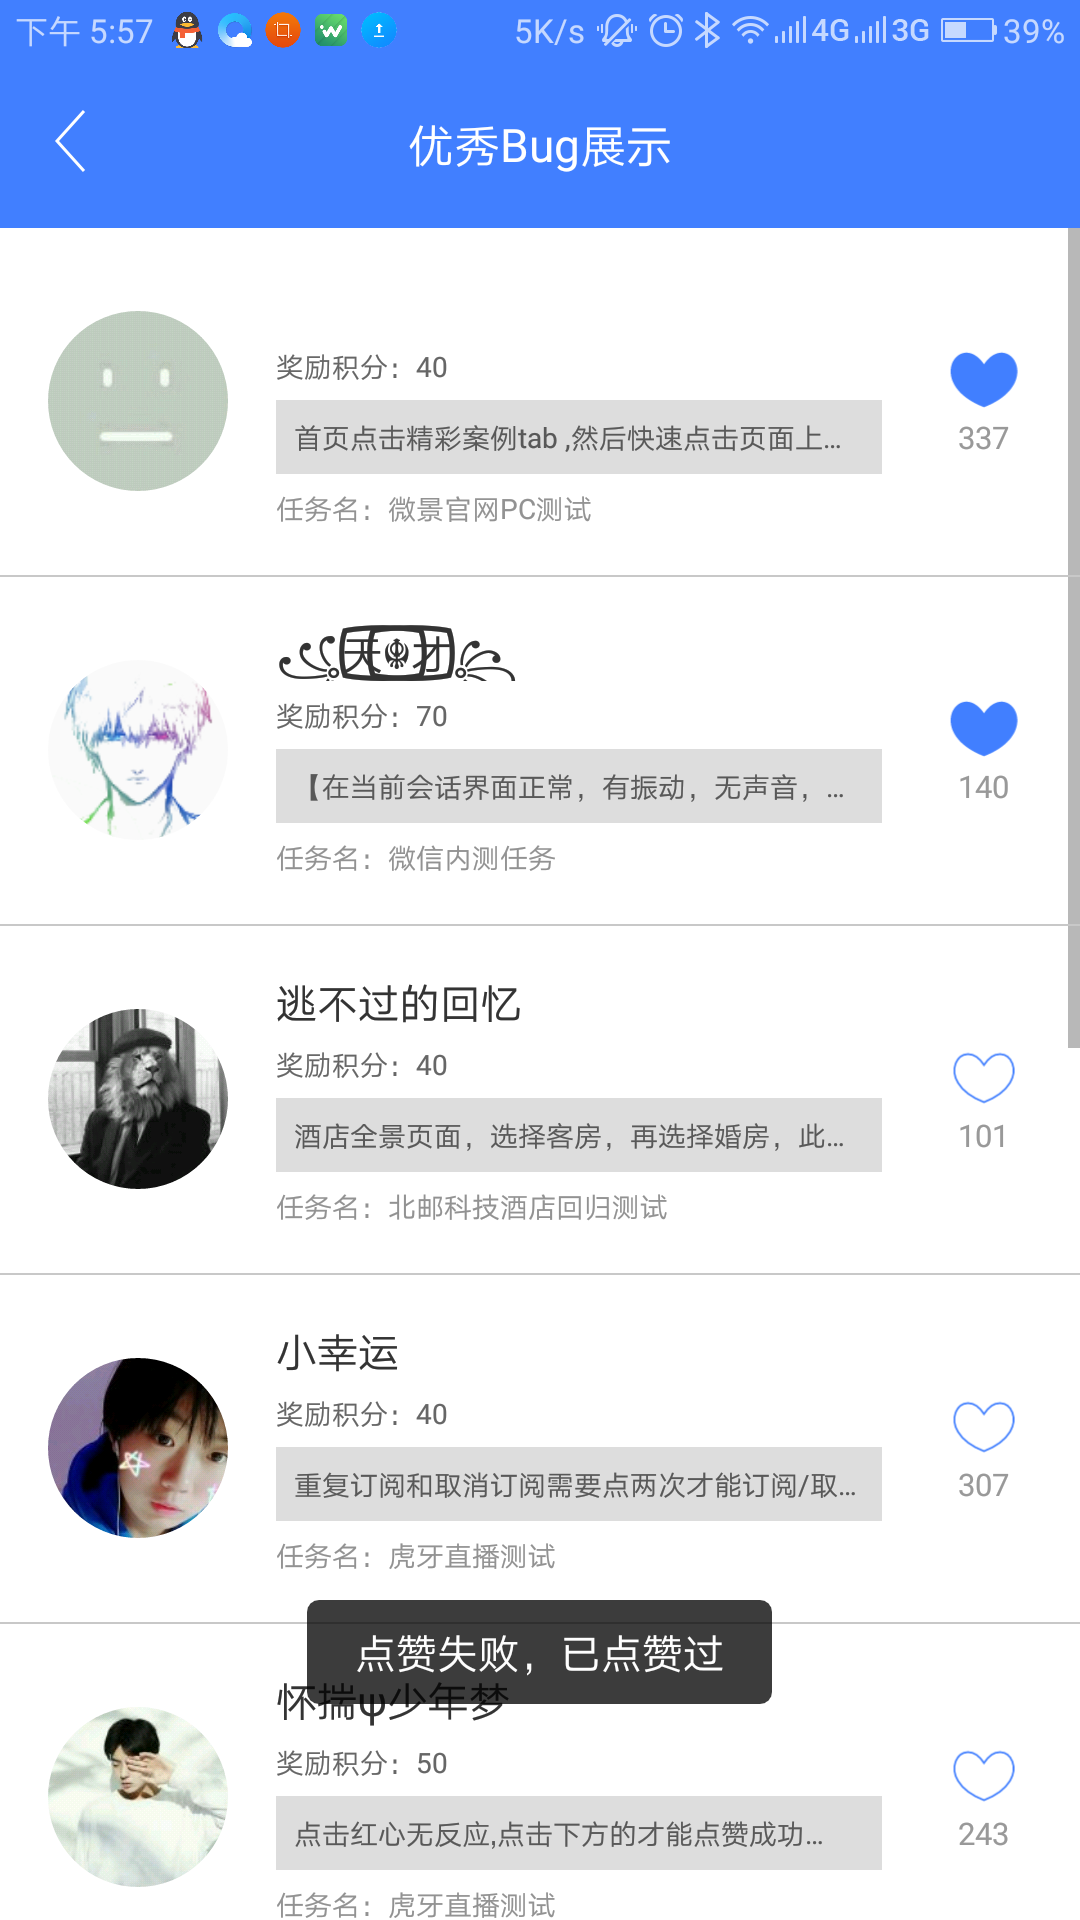 下午 5:57 5K/s 4G 3G 39%
优秀Bug展示
奖励积分：40
首页点击精彩案例tab ,然后快速点击页面上...
337
任务名：微景官网PC测试
天才
奖励积分：70
【在当前会话界面正常，有振动，无声音，...
140
任务名：微信内测任务
逃不过的回忆
奖励积分：40
酒店全景页面，选择客房，再选择婚房，此...
101
任务名：北邮科技酒店回归测试
小幸运
奖励积分：40
重复订阅和取消订阅需要点两次才能订阅/取...
307
任务名：虎牙直播测试
点赞失败，已点赞过
怀揣ψ少年梦
奖励积分：50
点击红心无反应,点击下方的才能点赞成功...
243
任务名：虎牙直播测试